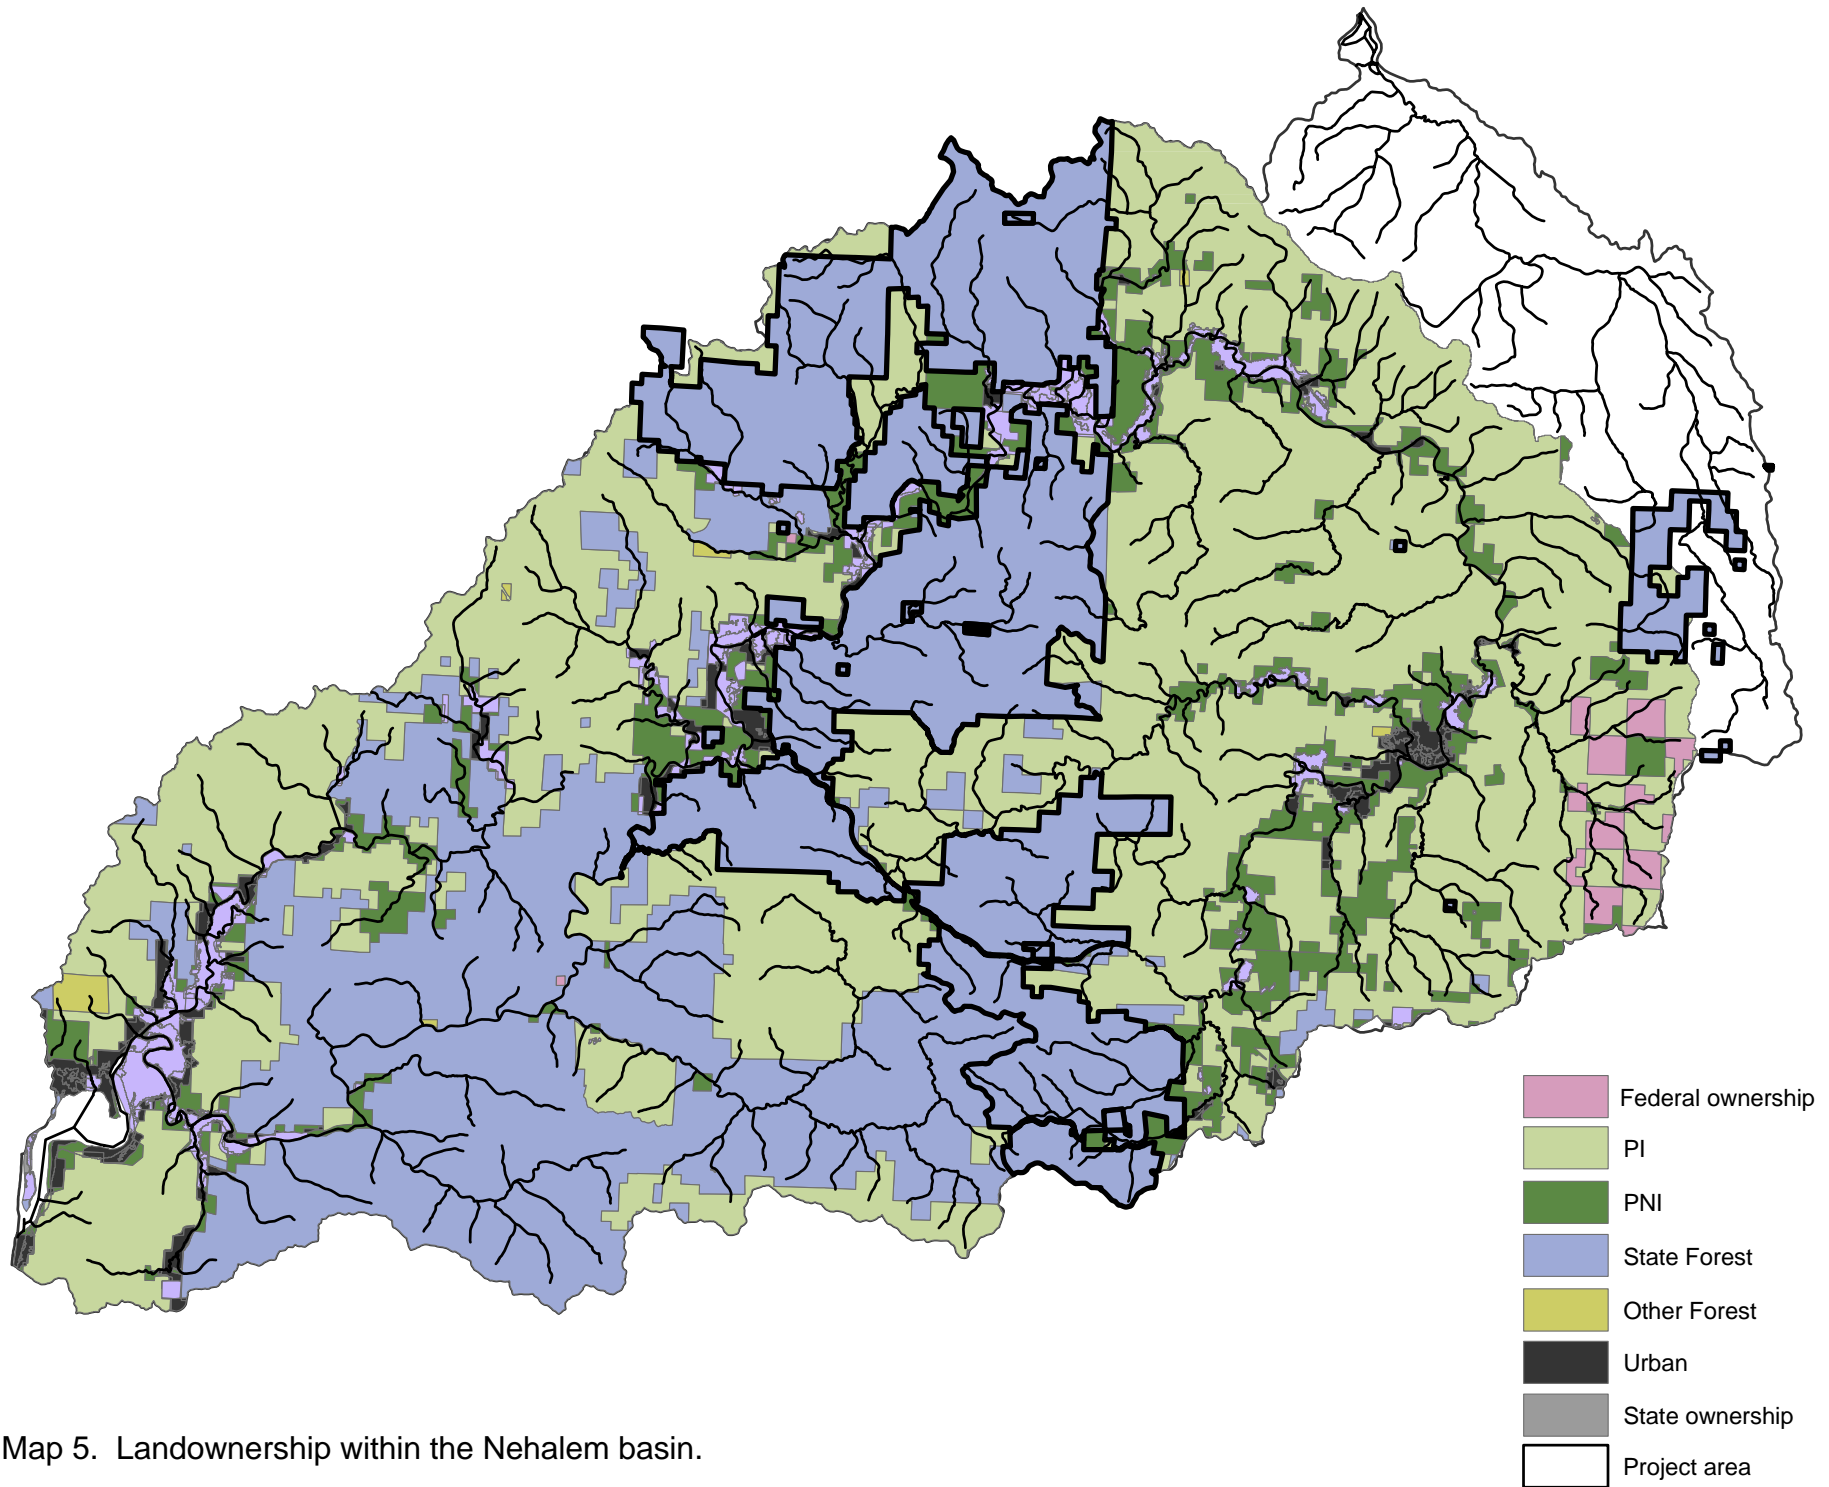 Federal ownership
PI
PNI
State Forest
Other Forest
Urban
State ownership
Project area
Map 5. Landownership within the Nehalem basin.